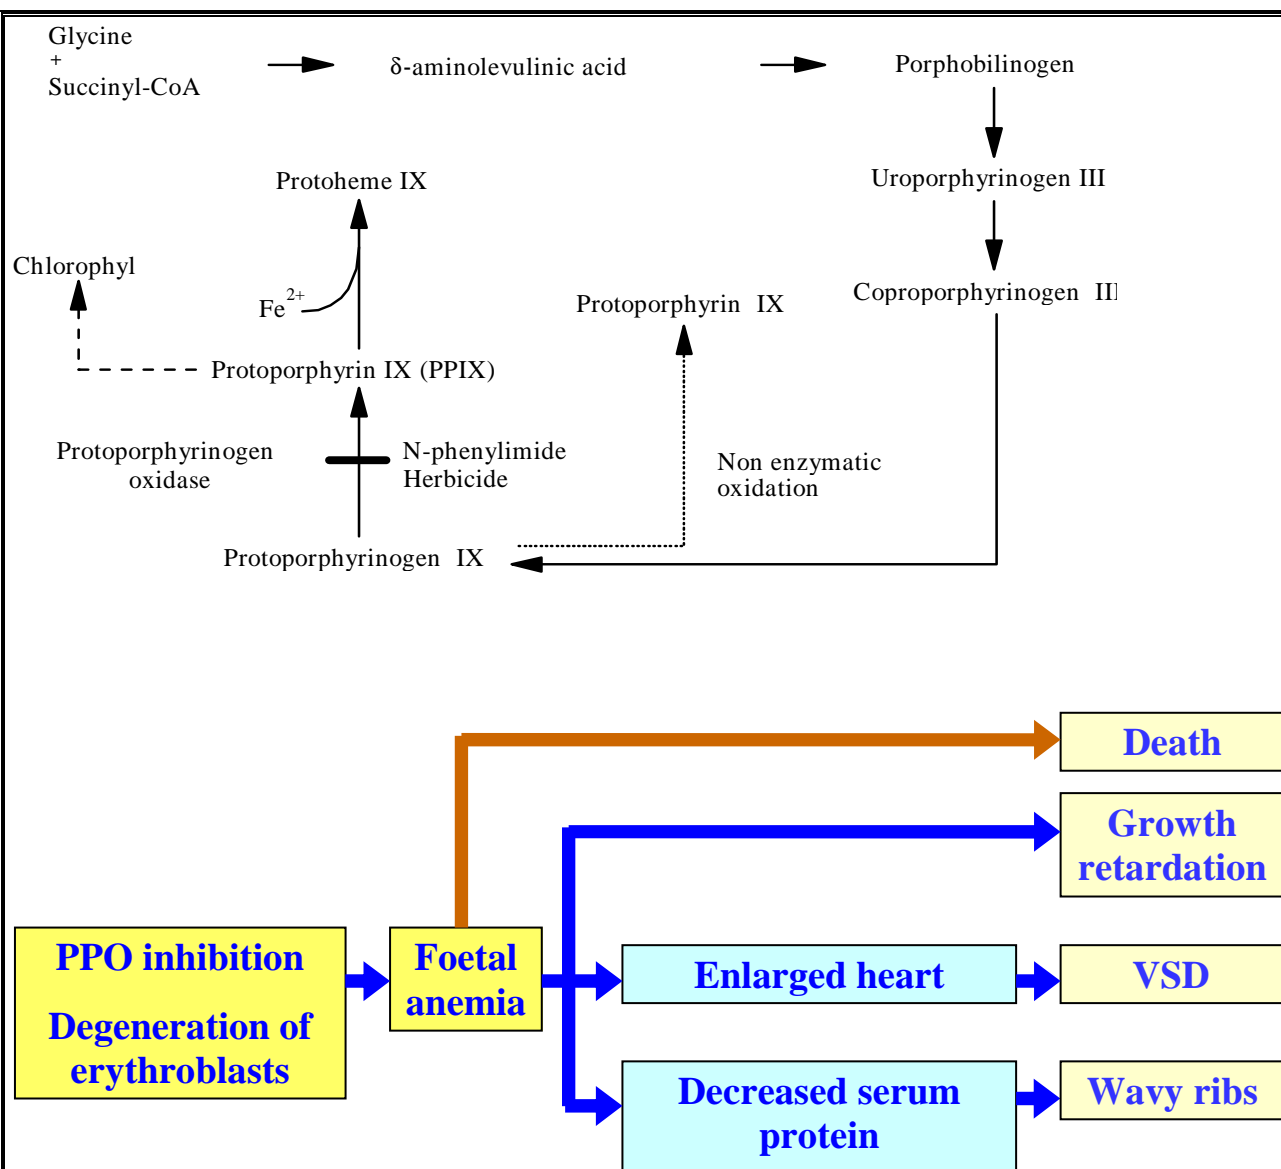 Glycine
+
Succinyl-CoA
δ-aminolevulinic acid
Porphobilinogen
Uroporphyrinogen III
Protoheme IX
Chlorophyl
Fe2+
Protoporphyrin IX
Coproporphyrinogen III
Protoporphyrin IX (PPIX)
Protoporphyrinogen
oxidase
N-phenylimide
Herbicide
Non enzymatic
oxidation
Protoporphyrinogen IX
Death
Growth
retardation
PPO inhibition
Degeneration of
erythroblasts
Foetal
anemia
Enlarged heart
VSD
Decreased serum
protein
Wavy ribs